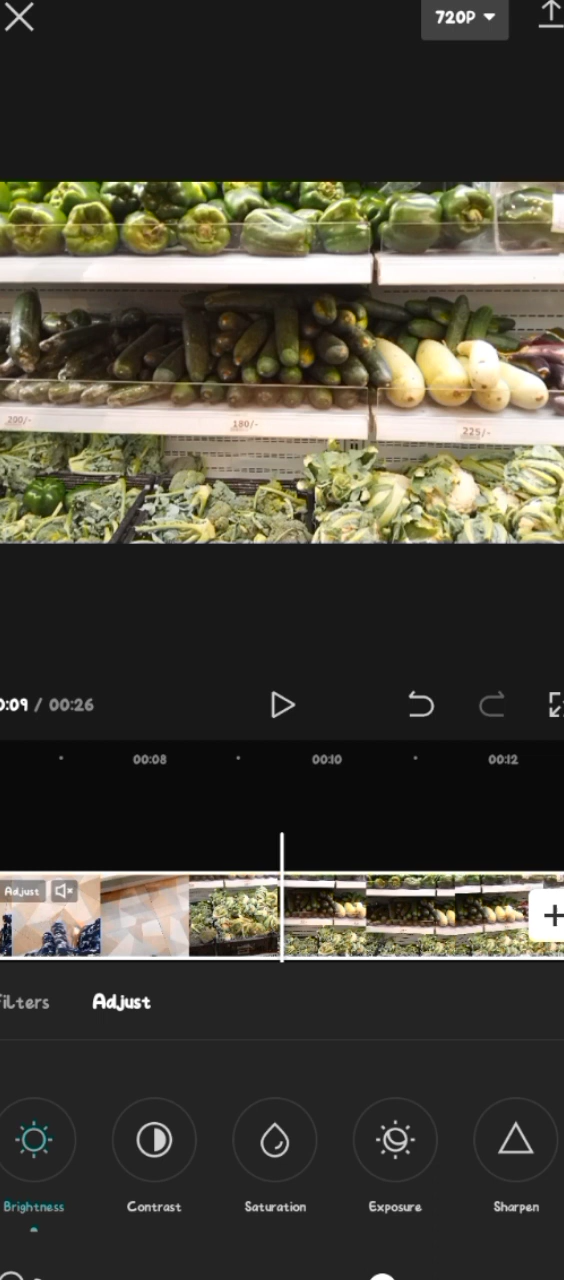 720P
200/-
180/-
225/-
0:09 / 00:26
00:08
00:10
00:12
Adjust
Filters
Adjust
Brightness
Contrast
Saturation
Exposure
Sharpen